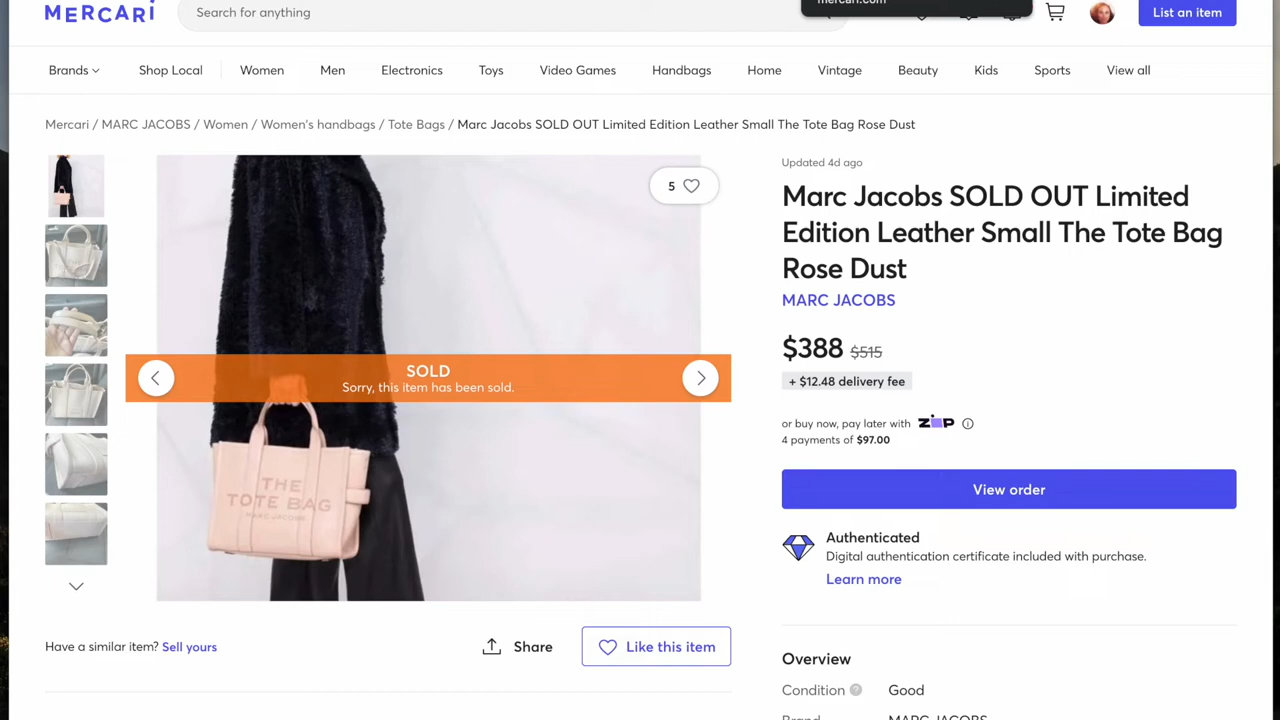 mercari.com
MERCARI
Search for anything
List an item
Brands
Shop Local
Women
Men
Electronics
Toys
Video Games
Handbags
Home
Vintage
Beauty
Kids
Sports
View all
Mercari / MARC JACOBS / Women / Women's handbags / Tote Bags / Marc Jacobs SOLD OUT Limited Edition Leather Small The Tote Bag Rose Dust
5
SOLD
Sorry, this item has been sold.
THE
TOTE BAG
MARC JACOBS
Have a similar item? Sell yours
Share
Like this item
Updated 4d ago
Marc Jacobs SOLD OUT Limited
Edition Leather Small The Tote Bag
Rose Dust
MARC JACOBS
$388 $515
+ $12.48 delivery fee
or buy now, pay later with ZIP
4 payments of $97.00
View order
Authenticated
Digital authentication certificate included with purchase.
Learn more
Overview
Condition ? Good
Brand MARC JACOBS